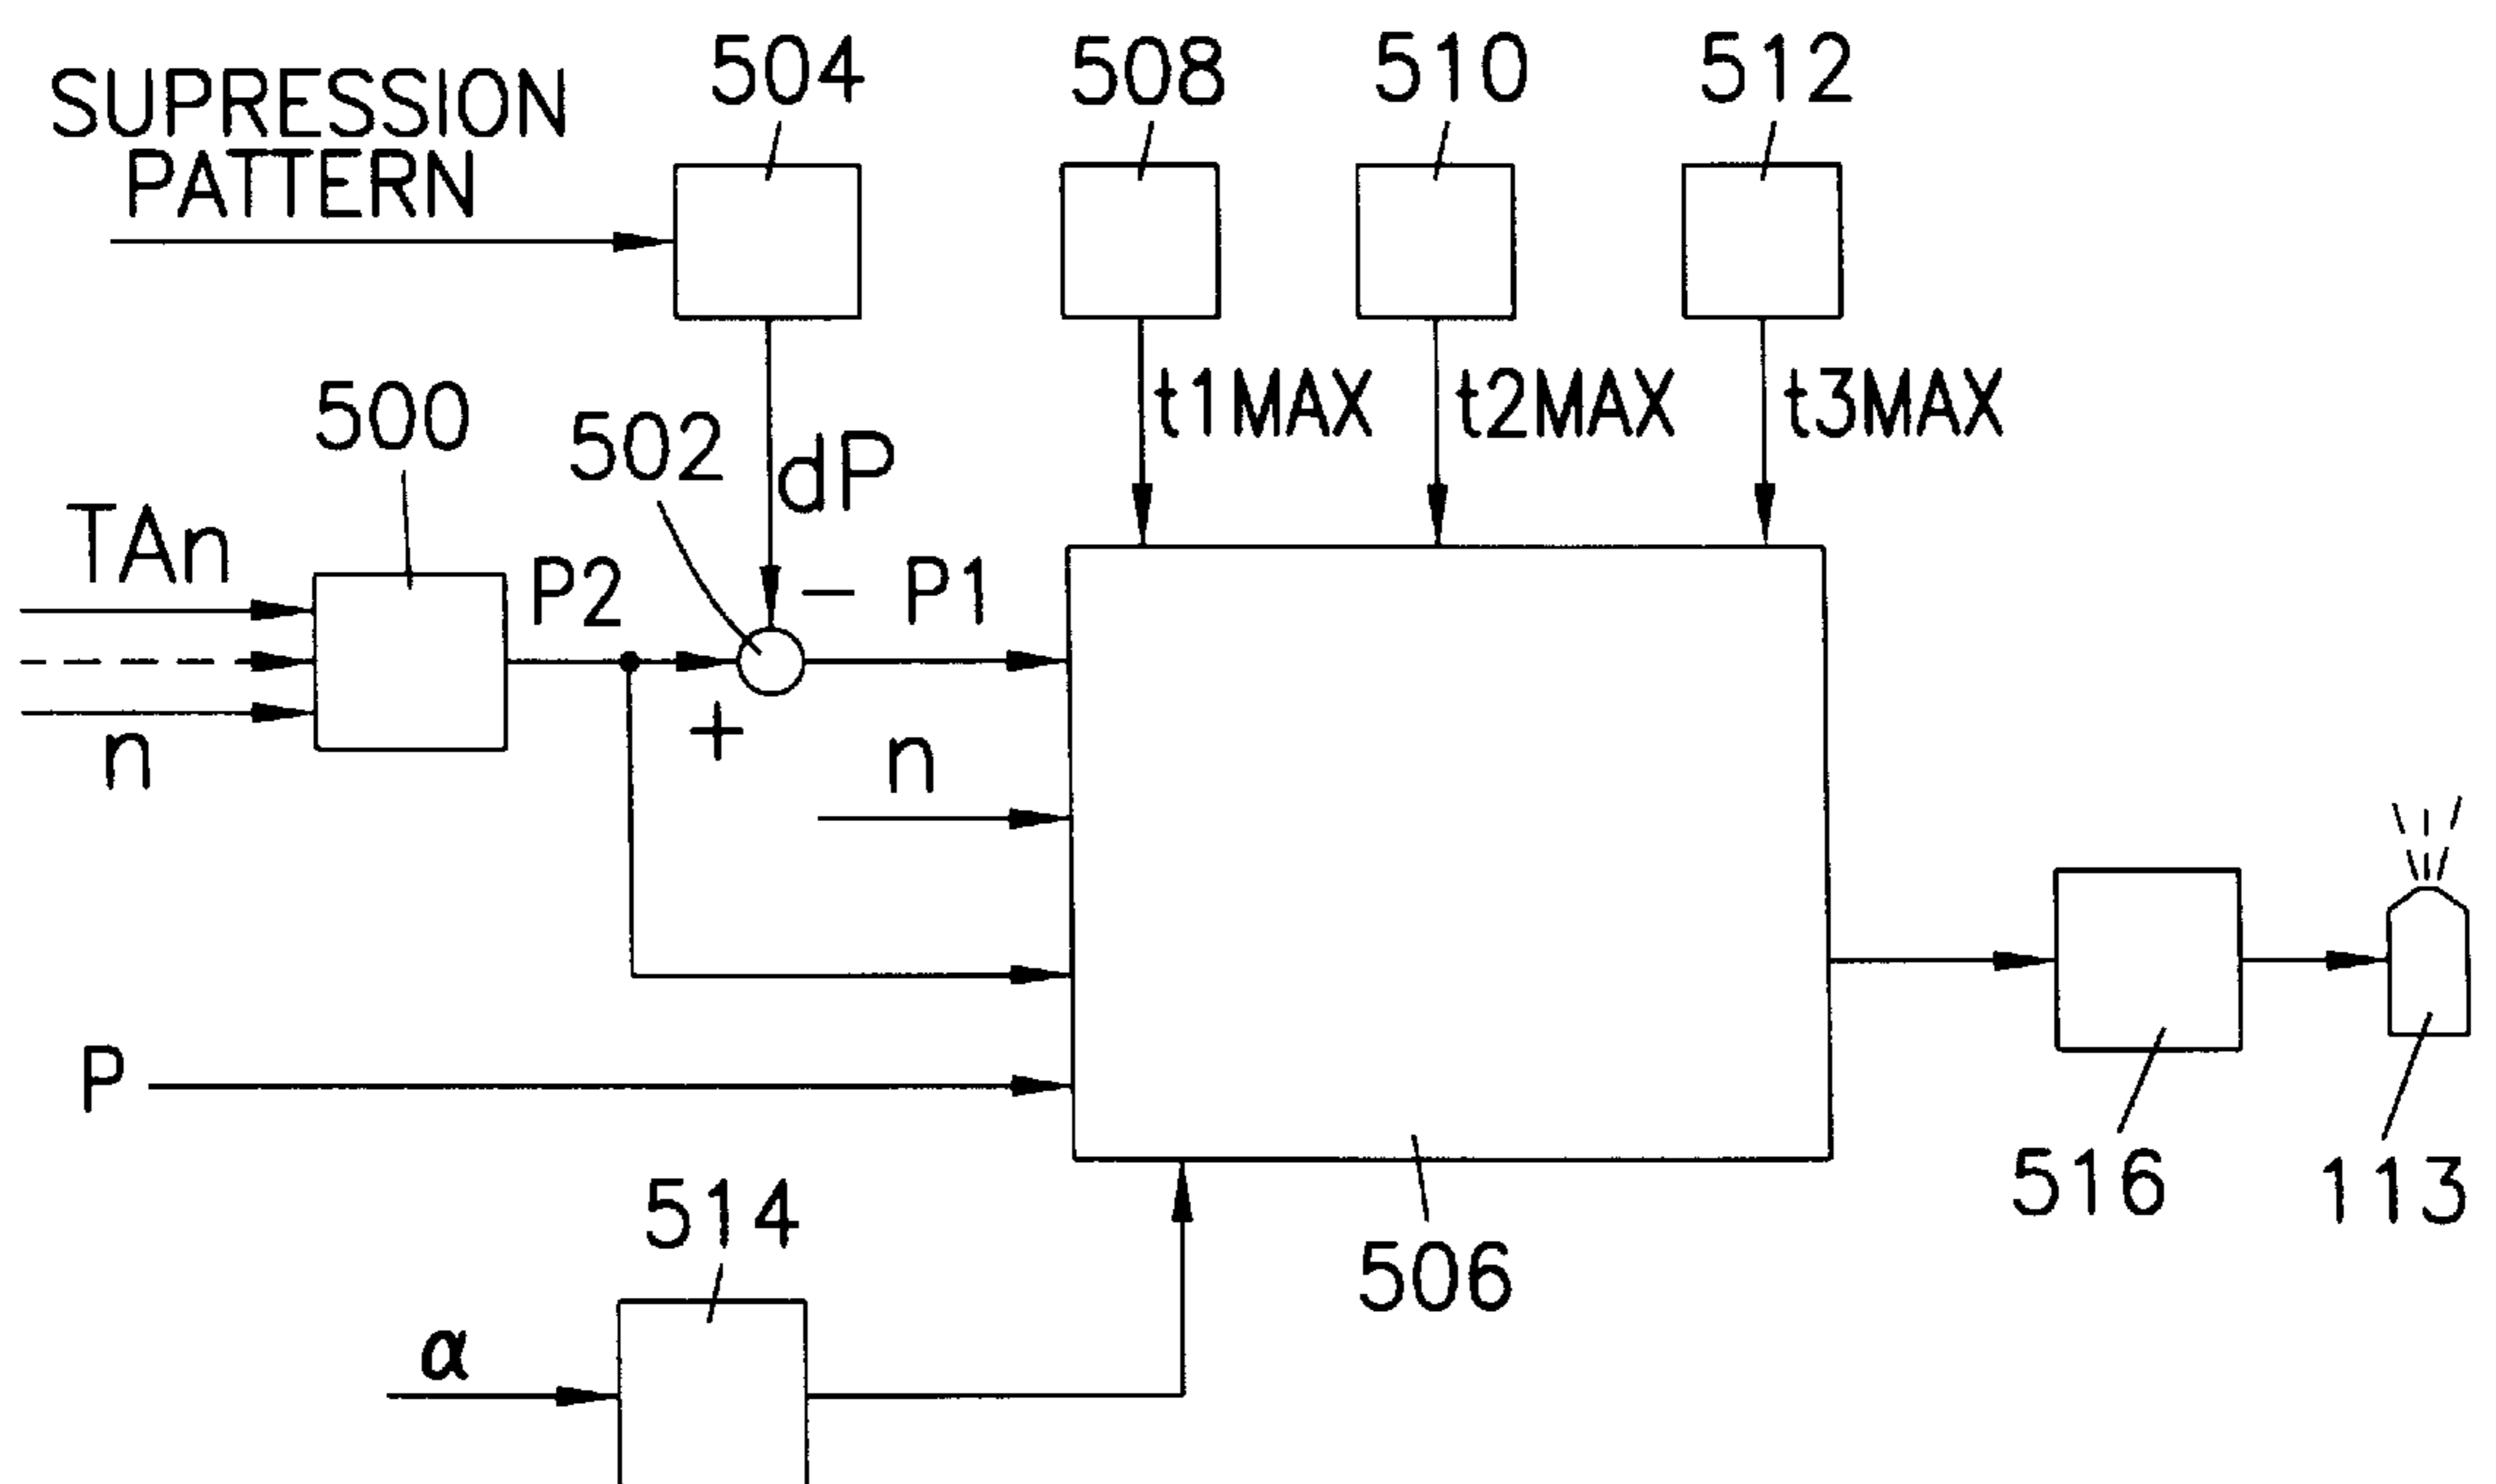 SUPRESSION
PATTERN
504
508
510
512
t1MAX
t2MAX
t3MAX
500
502
dP
TAn
P2
−
P1
+
n
n
P
514
516
113
506
α